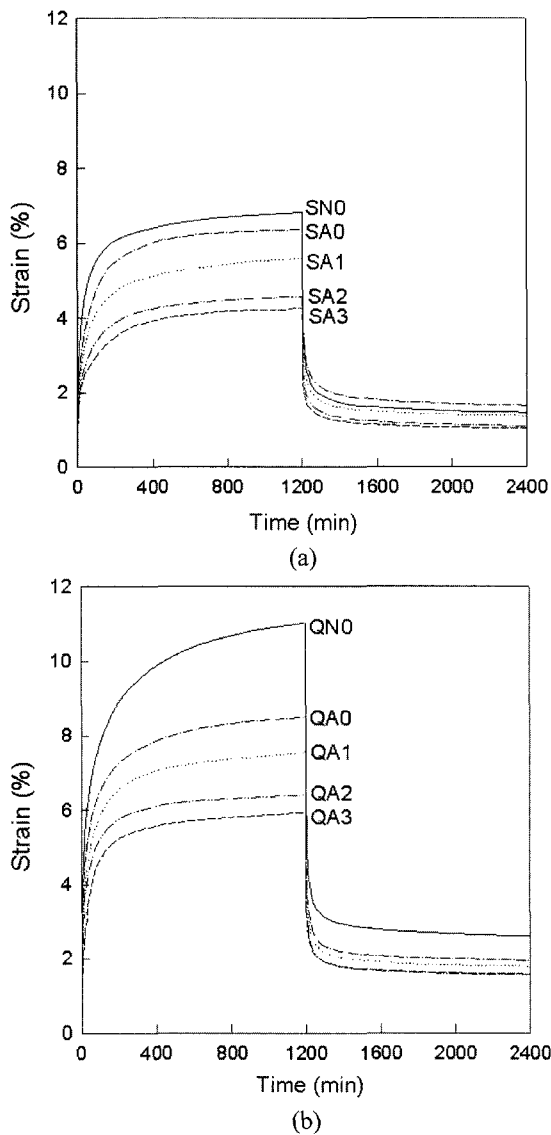 12
10
8
6
4
2
0
Strain (%)
SN0
SA0
SA1
SA2
SA3
0 400 800 1200 1600 2000 2400
Time (min)
(a)
12
10
8
6
4
2
0
Strain (%)
QN0
QA0
QA1
QA2
QA3
0 400 800 1200 1600 2000 2400
Time (min)
(b)